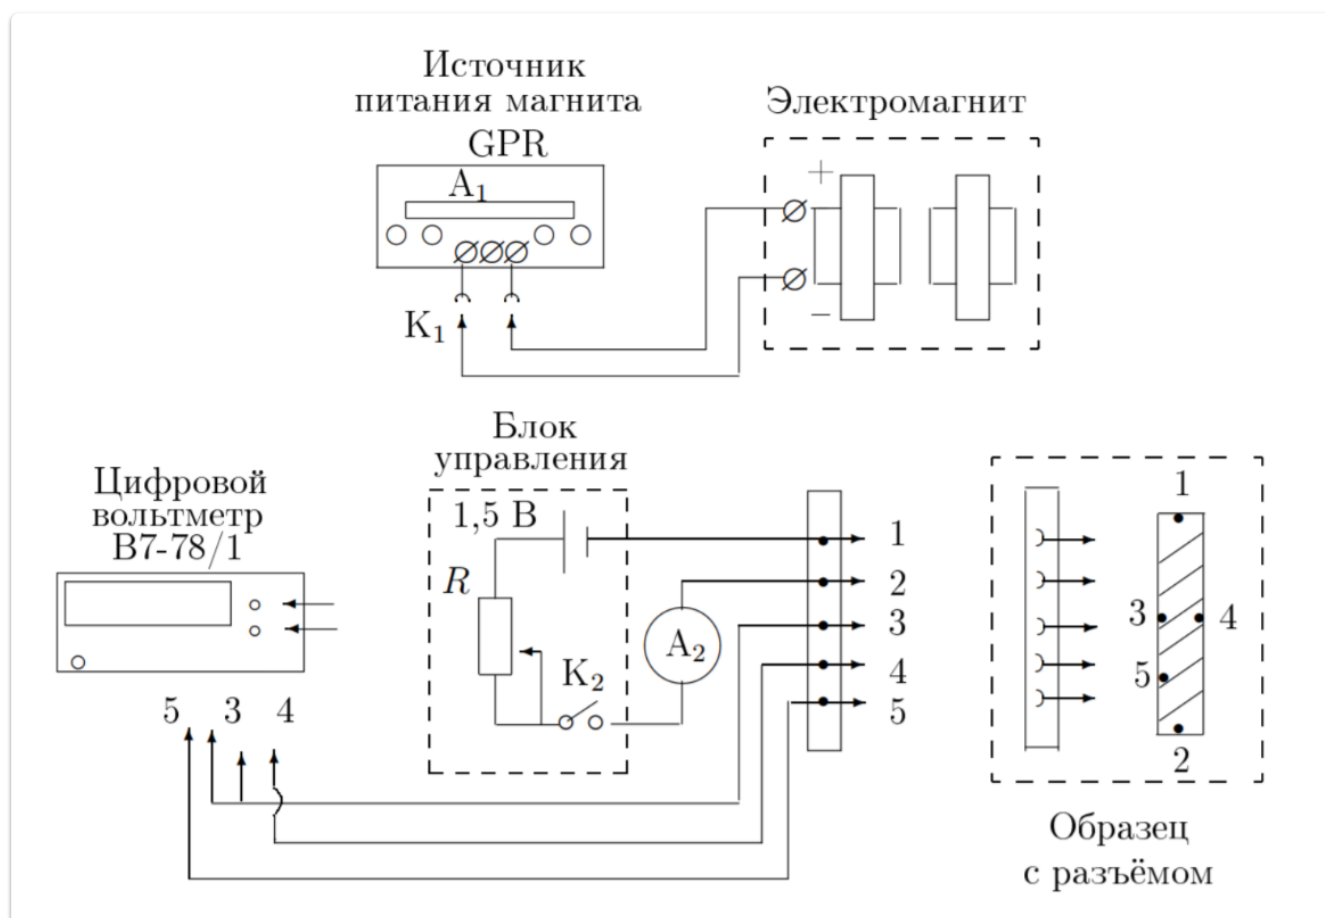 Источник
питания магнита
GPR
A₁
K₁
Электромагнит
+
−
Блок
управления
1,5 В
R
K₂
A₂
Цифровой
вольтметр
В7-78/1
5 3 4
1
2
3
4
5
1
3 4
5
2
Образец
с разъёмом